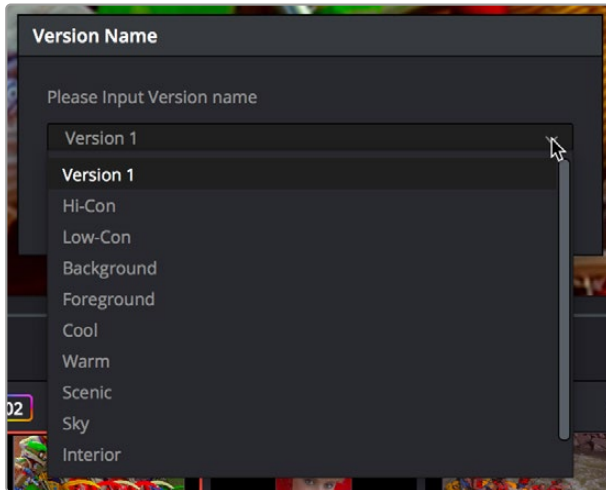 Version Name
Please Input Version name
Version 1
Version 1
Hi-Con
Low-Con
Background
Foreground
Cool
Warm
Scenic
Sky
Interior
02